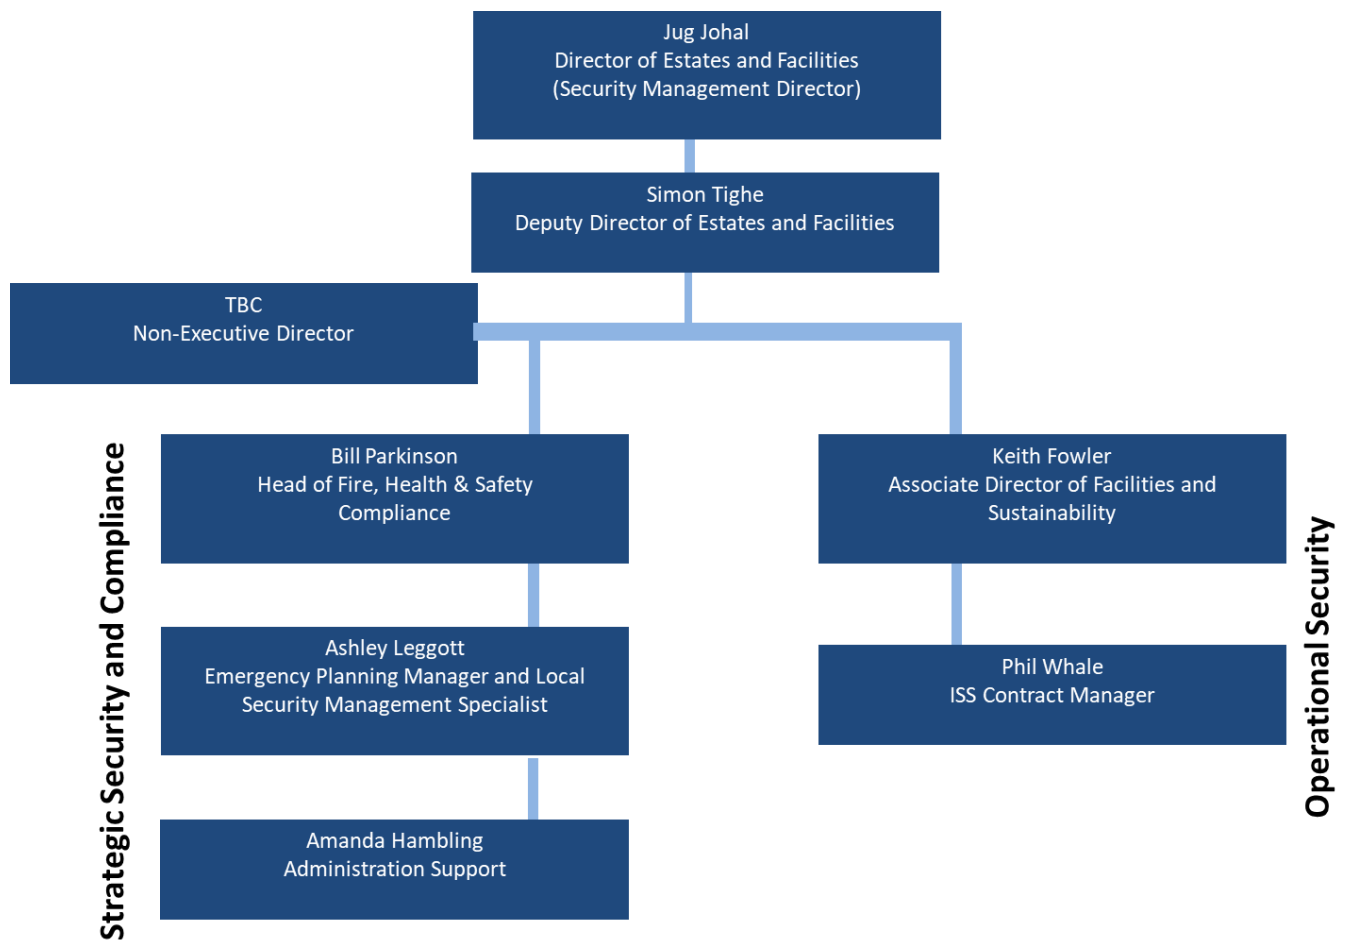 Jug Johal
Director of Estates and Facilities
(Security Management Director)
Simon Tighe
Deputy Director of Estates and Facilities
TBC
Non-Executive Director
Strategic Security and Compliance
Bill Parkinson
Head of Fire, Health & Safety
Compliance
Ashley Leggott
Emergency Planning Manager and Local
Security Management Specialist
Amanda Hambling
Administration Support
Keith Fowler
Associate Director of Facilities and
Sustainability
Phil Whale
ISS Contract Manager
Operational Security